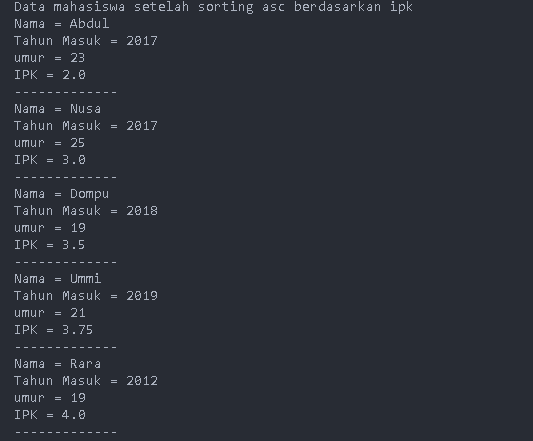 Data mahasiswa setelah sorting asc berdasarkan ipk
Nama = Abdul
Tahun Masuk = 2017
umur = 23
IPK = 2.0
-------------
Nama = Nusa
Tahun Masuk = 2017
umur = 25
IPK = 3.0
-------------
Nama = Dompu
Tahun Masuk = 2018
umur = 19
IPK = 3.5
-------------
Nama = Ummi
Tahun Masuk = 2019
umur = 21
IPK = 3.75
-------------
Nama = Rara
Tahun Masuk = 2012
umur = 19
IPK = 4.0
-------------